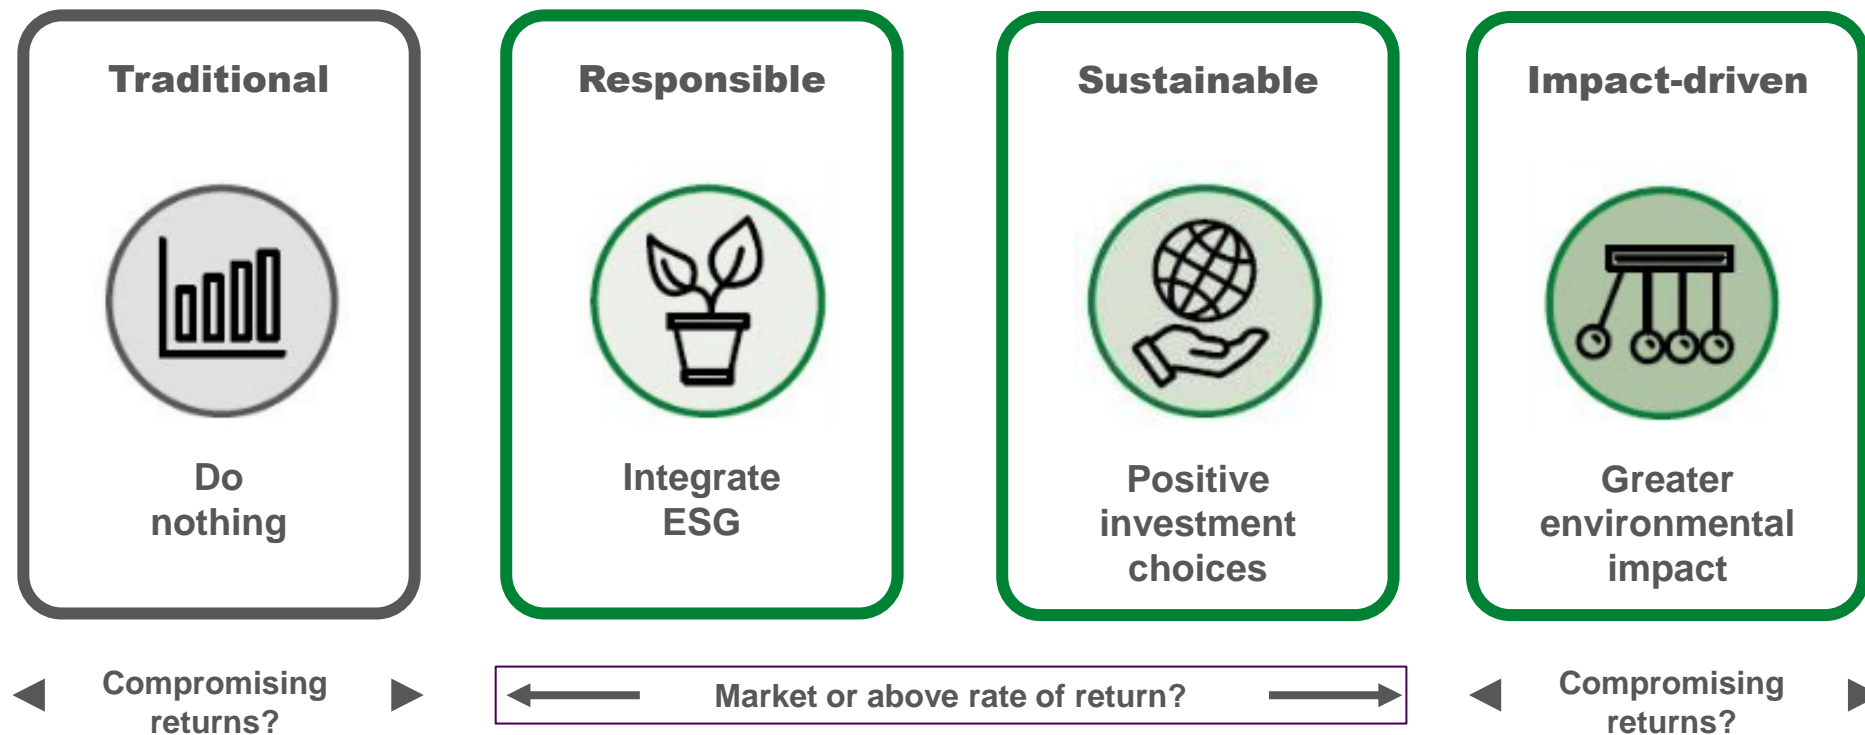 Traditional
Do
nothing
Responsible
Integrate
ESG
Sustainable
Positive
investment
choices
Impact-driven
Greater
environmental
impact
Compromising
returns?
Market or above rate of return?
Compromising
returns?